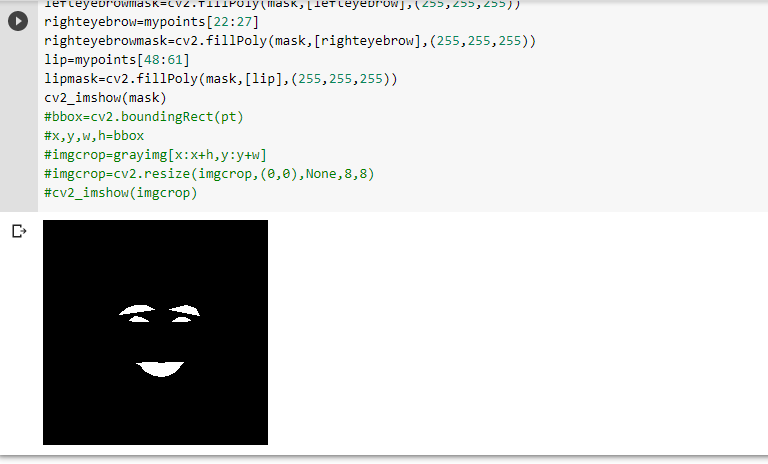 lefteyebrowmask=cv2.fillPoly(mask,[lefteyebrow],(255,255,255))
righteyebrow=mypoints[22:27]
righteyebrowmask=cv2.fillPoly(mask,[righteyebrow],(255,255,255))
lip=mypoints[48:61]
lipmask=cv2.fillPoly(mask,[lip],(255,255,255))
cv2_imshow(mask)
#bbox=cv2.boundingRect(pt)
#x,y,w,h=bbox
#imgcrop=grayimg[x:x+h,y:y+w]
#imgcrop=cv2.resize(imgcrop,(0,0),None,8,8)
#cv2_imshow(imgcrop)